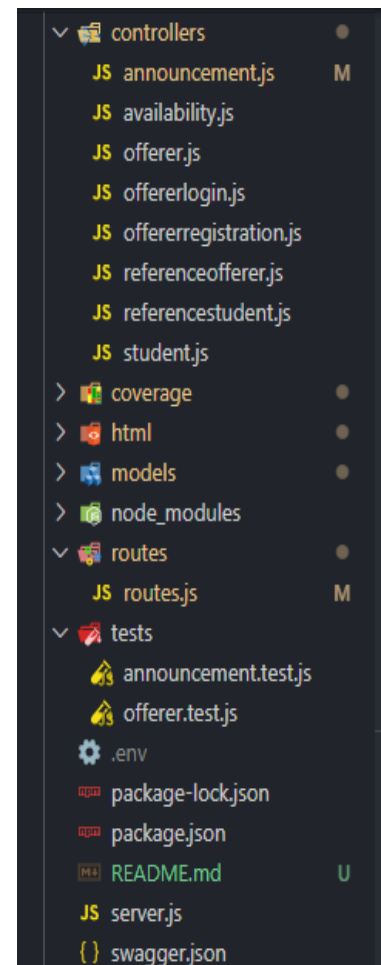 controllers
JS announcement.js M
JS availability.js
JS offerer.js
JS offererlogin.js
JS offererregistration.js
JS referenceofferer.js
JS referencestudent.js
JS student.js
coverage
html
models
node_modules
routes
JS routes.js M
tests
announcement.test.js
offerer.test.js
.env
npm package-lock.json
npm package.json
M↓ README.md U
JS server.js
{ } swagger.json